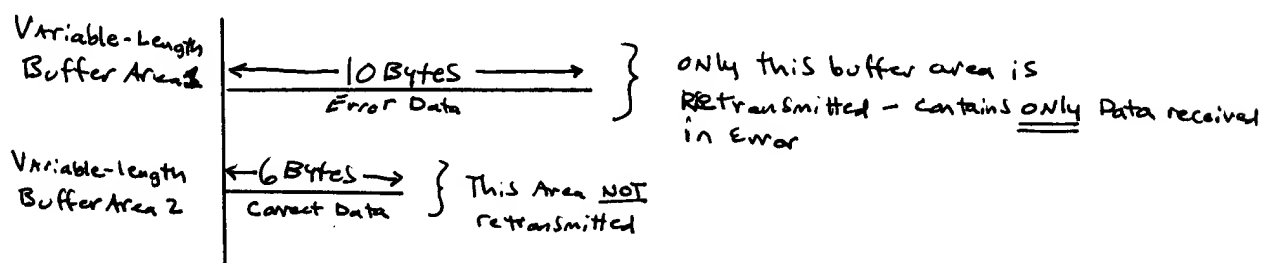 Variable-Length
Buffer Area 1
10 Bytes
Error Data
ONLY this buffer area is
Retransmitted - contains ONLY Data received
in Error
Variable-length
Buffer Area 2
6 Bytes
Correct Data
This Area NOT
retransmitted